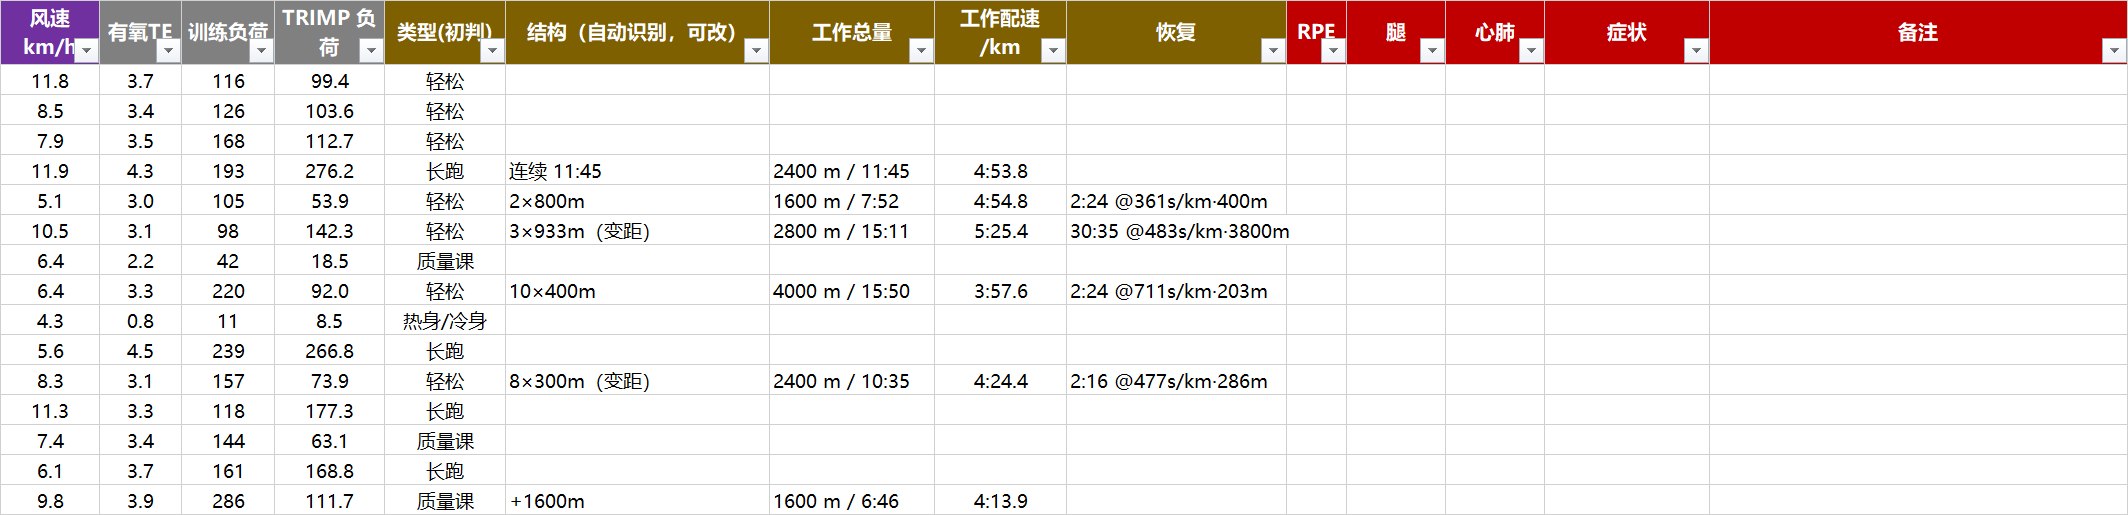 风速 km/h 有氧TE 训练负荷 TRIMP 负荷 类型(初判) 结构（自动识别，可改） 工作总量 工作配速 /km 恢复 RPE 腿 心肺 症状 备注
11.8 3.7 116 99.4 轻松
8.5 3.4 126 103.6 轻松
7.9 3.5 168 112.7 轻松
11.9 4.3 193 276.2 长跑 连续 11:45 2400 m / 11:45 4:53.8
5.1 3.0 105 53.9 轻松 2×800m 1600 m / 7:52 4:54.8 2:24 @361s/km·400m
10.5 3.1 98 142.3 轻松 3×933m（变距） 2800 m / 15:11 5:25.4 30:35 @483s/km·3800m
6.4 2.2 42 18.5 质量课
6.4 3.3 220 92.0 轻松 10×400m 4000 m / 15:50 3:57.6 2:24 @711s/km·203m
4.3 0.8 11 8.5 热身/冷身
5.6 4.5 239 266.8 长跑
8.3 3.1 157 73.9 轻松 8×300m（变距） 2400 m / 10:35 4:24.4 2:16 @477s/km·286m
11.3 3.3 118 177.3 长跑
7.4 3.4 144 63.1 质量课
6.1 3.7 161 168.8 长跑
9.8 3.9 286 111.7 质量课 +1600m 1600 m / 6:46 4:13.9